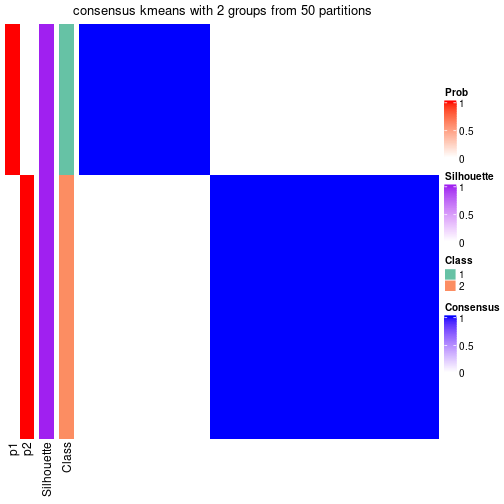 consensus kmeans with 2 groups from 50 partitions
Prob
1
0.5
0
Silhouette
1
0.5
0
Class
1
2
Consensus
1
0.5
0
p1
p2
Silhouette
Class